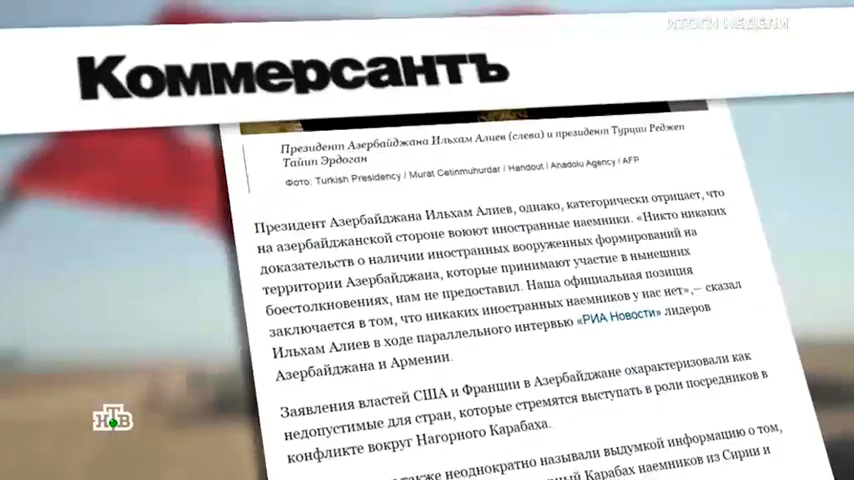 ИТОГИ НЕДЕЛИ
Коммерсантъ
Президент Азербайджана Ильхам Алиев (слева) и президент Турции Реджеп
Тайип Эрдоган
Фото: Turkish Presidency / Murat Cetinmuhurdar / Handout / Anadolu Agency / AFP
Президент Азербайджана Ильхам Алиев, однако, категорически отрицает, что
на азербайджанской стороне воюют иностранные наемники. «Никто никаких
доказательств о наличии иностранных вооруженных формирований на
территории Азербайджана, которые принимают участие в нынешних
боестолкновениях, нам не предоставил. Наша официальная позиция
заключается в том, что никаких иностранных наемников у нас нет»,— сказал
Ильхам Алиев в ходе параллельного интервью «РИА Новости» лидеров
Азербайджана и Армении.
Заявления властей США и Франции в Азербайджане охарактеризовали как
недопустимые для стран, которые стремятся выступать в роли посредников в
конфликте вокруг Нагорного Карабаха.
также неоднократно называли выдумкой информацию о том,
Карабах наемников из Сирии и
НТВ